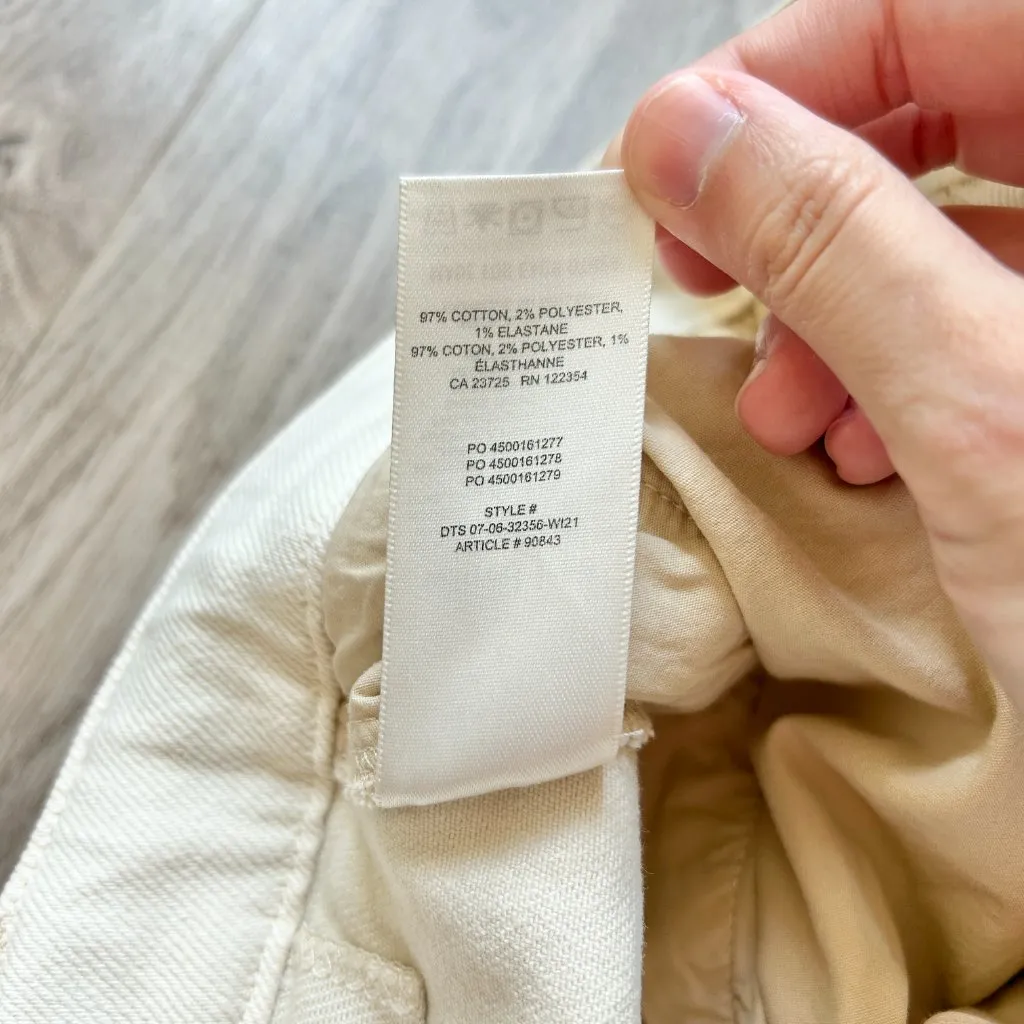 97% COTTON, 2% POLYESTER,
1% ELASTANE
97% COTON, 2% POLYESTER, 1%
ÉLASTHANNE
CA 23725 RN 122354
PO 4500161277
PO 4500161278
PO 4500161279
STYLE #
DTS 07-06-32356-WI21
ARTICLE # 90843